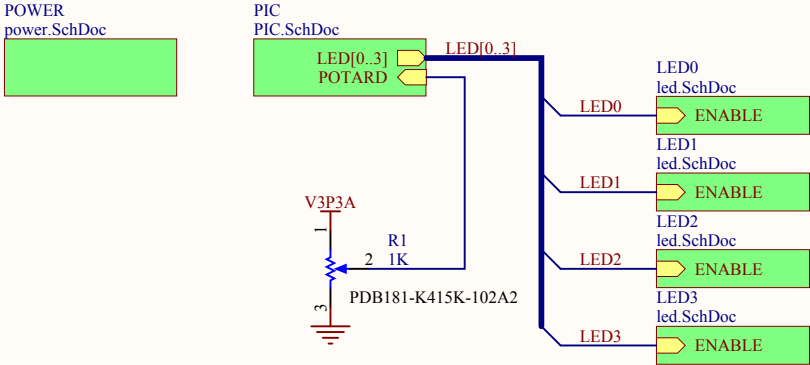 POWER
power.SchDoc
PIC
PIC.SchDoc
LED[0..3]
POTARD
LED[0..3]
LED0
led.SchDoc
LED0
ENABLE
LED1
led.SchDoc
LED1
ENABLE
LED2
led.SchDoc
LED2
ENABLE
LED3
led.SchDoc
LED3
ENABLE
V3P3A
1
R1
2
1K
PDB181-K415K-102A2
3